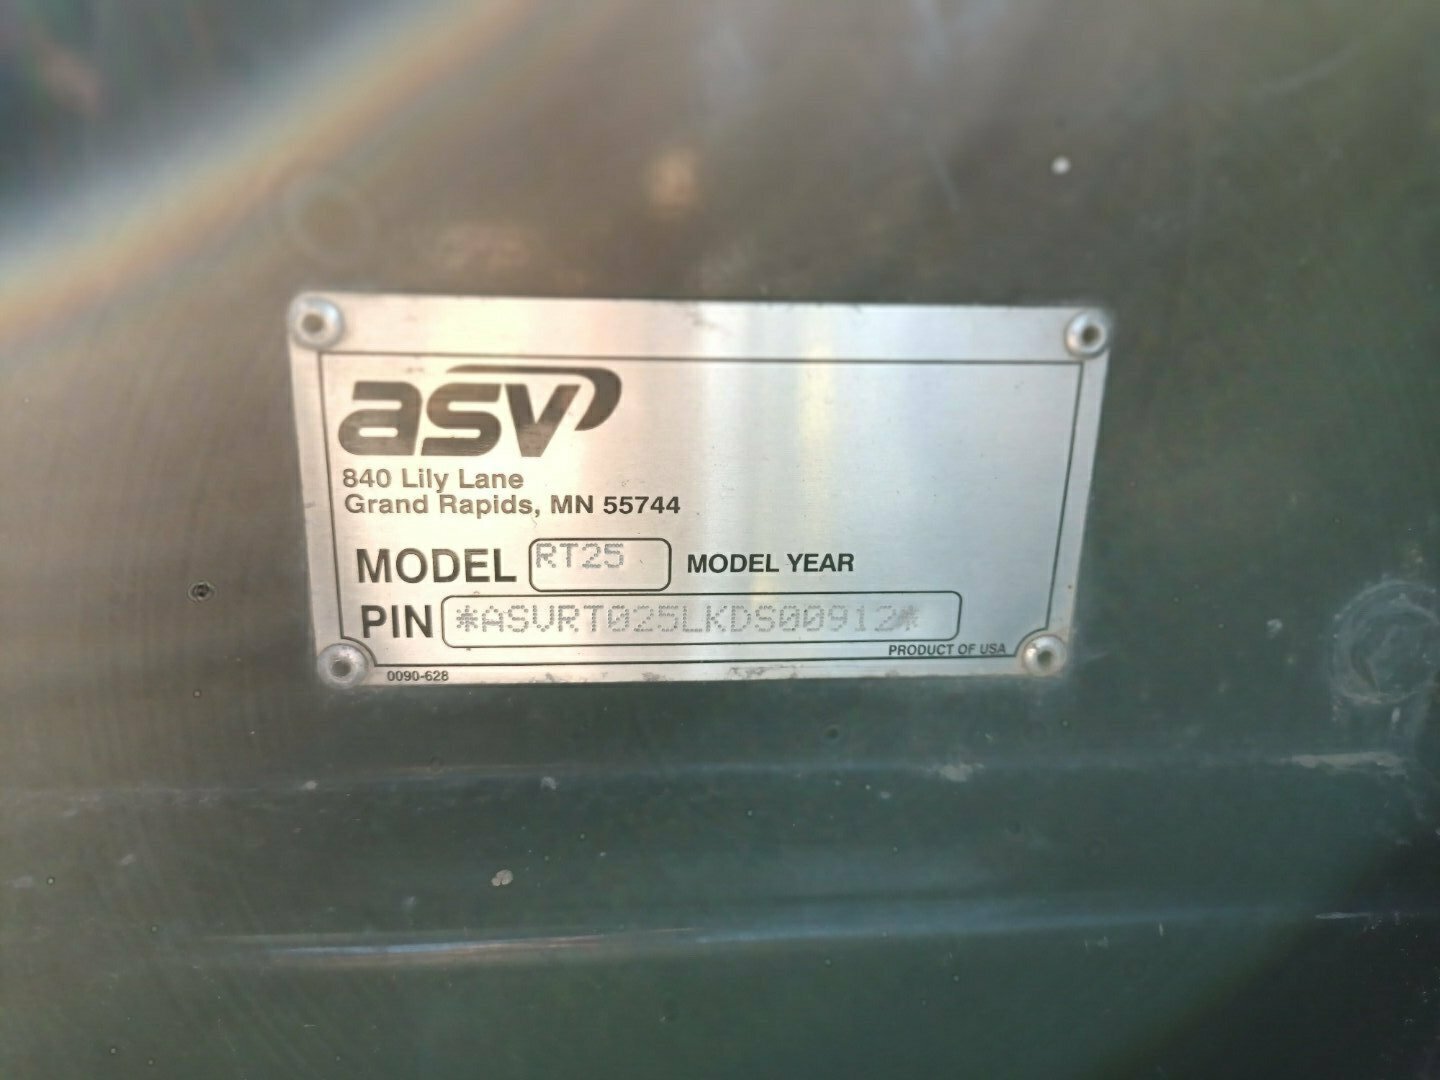 asv
840 Lily Lane
Grand Rapids, MN 55744
MODEL RT25 MODEL YEAR
PIN *ASVRT025LKDS00912*
PRODUCT OF USA
0090-628